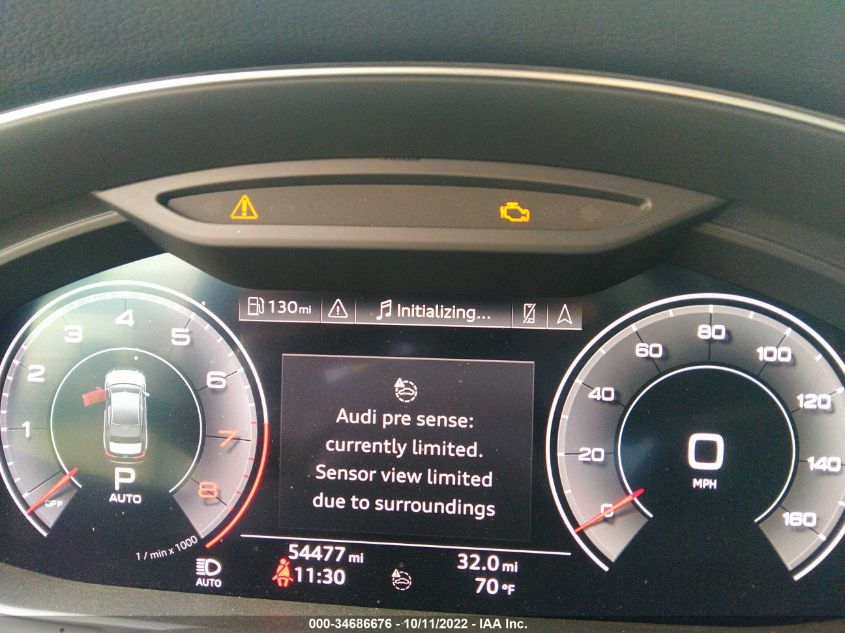 130 mi
Initializing...
1 2 3 4 5 6 7 8
OFF
P
AUTO
1 / min x 1000
Audi pre sense:
currently limited.
Sensor view limited
due to surroundings
0 20 40 60 80 100 120 140 160
0
MPH
54477 mi
32.0 mi
AUTO
11:30
70 °F
000-34686676 - 10/11/2022 - IAA Inc.